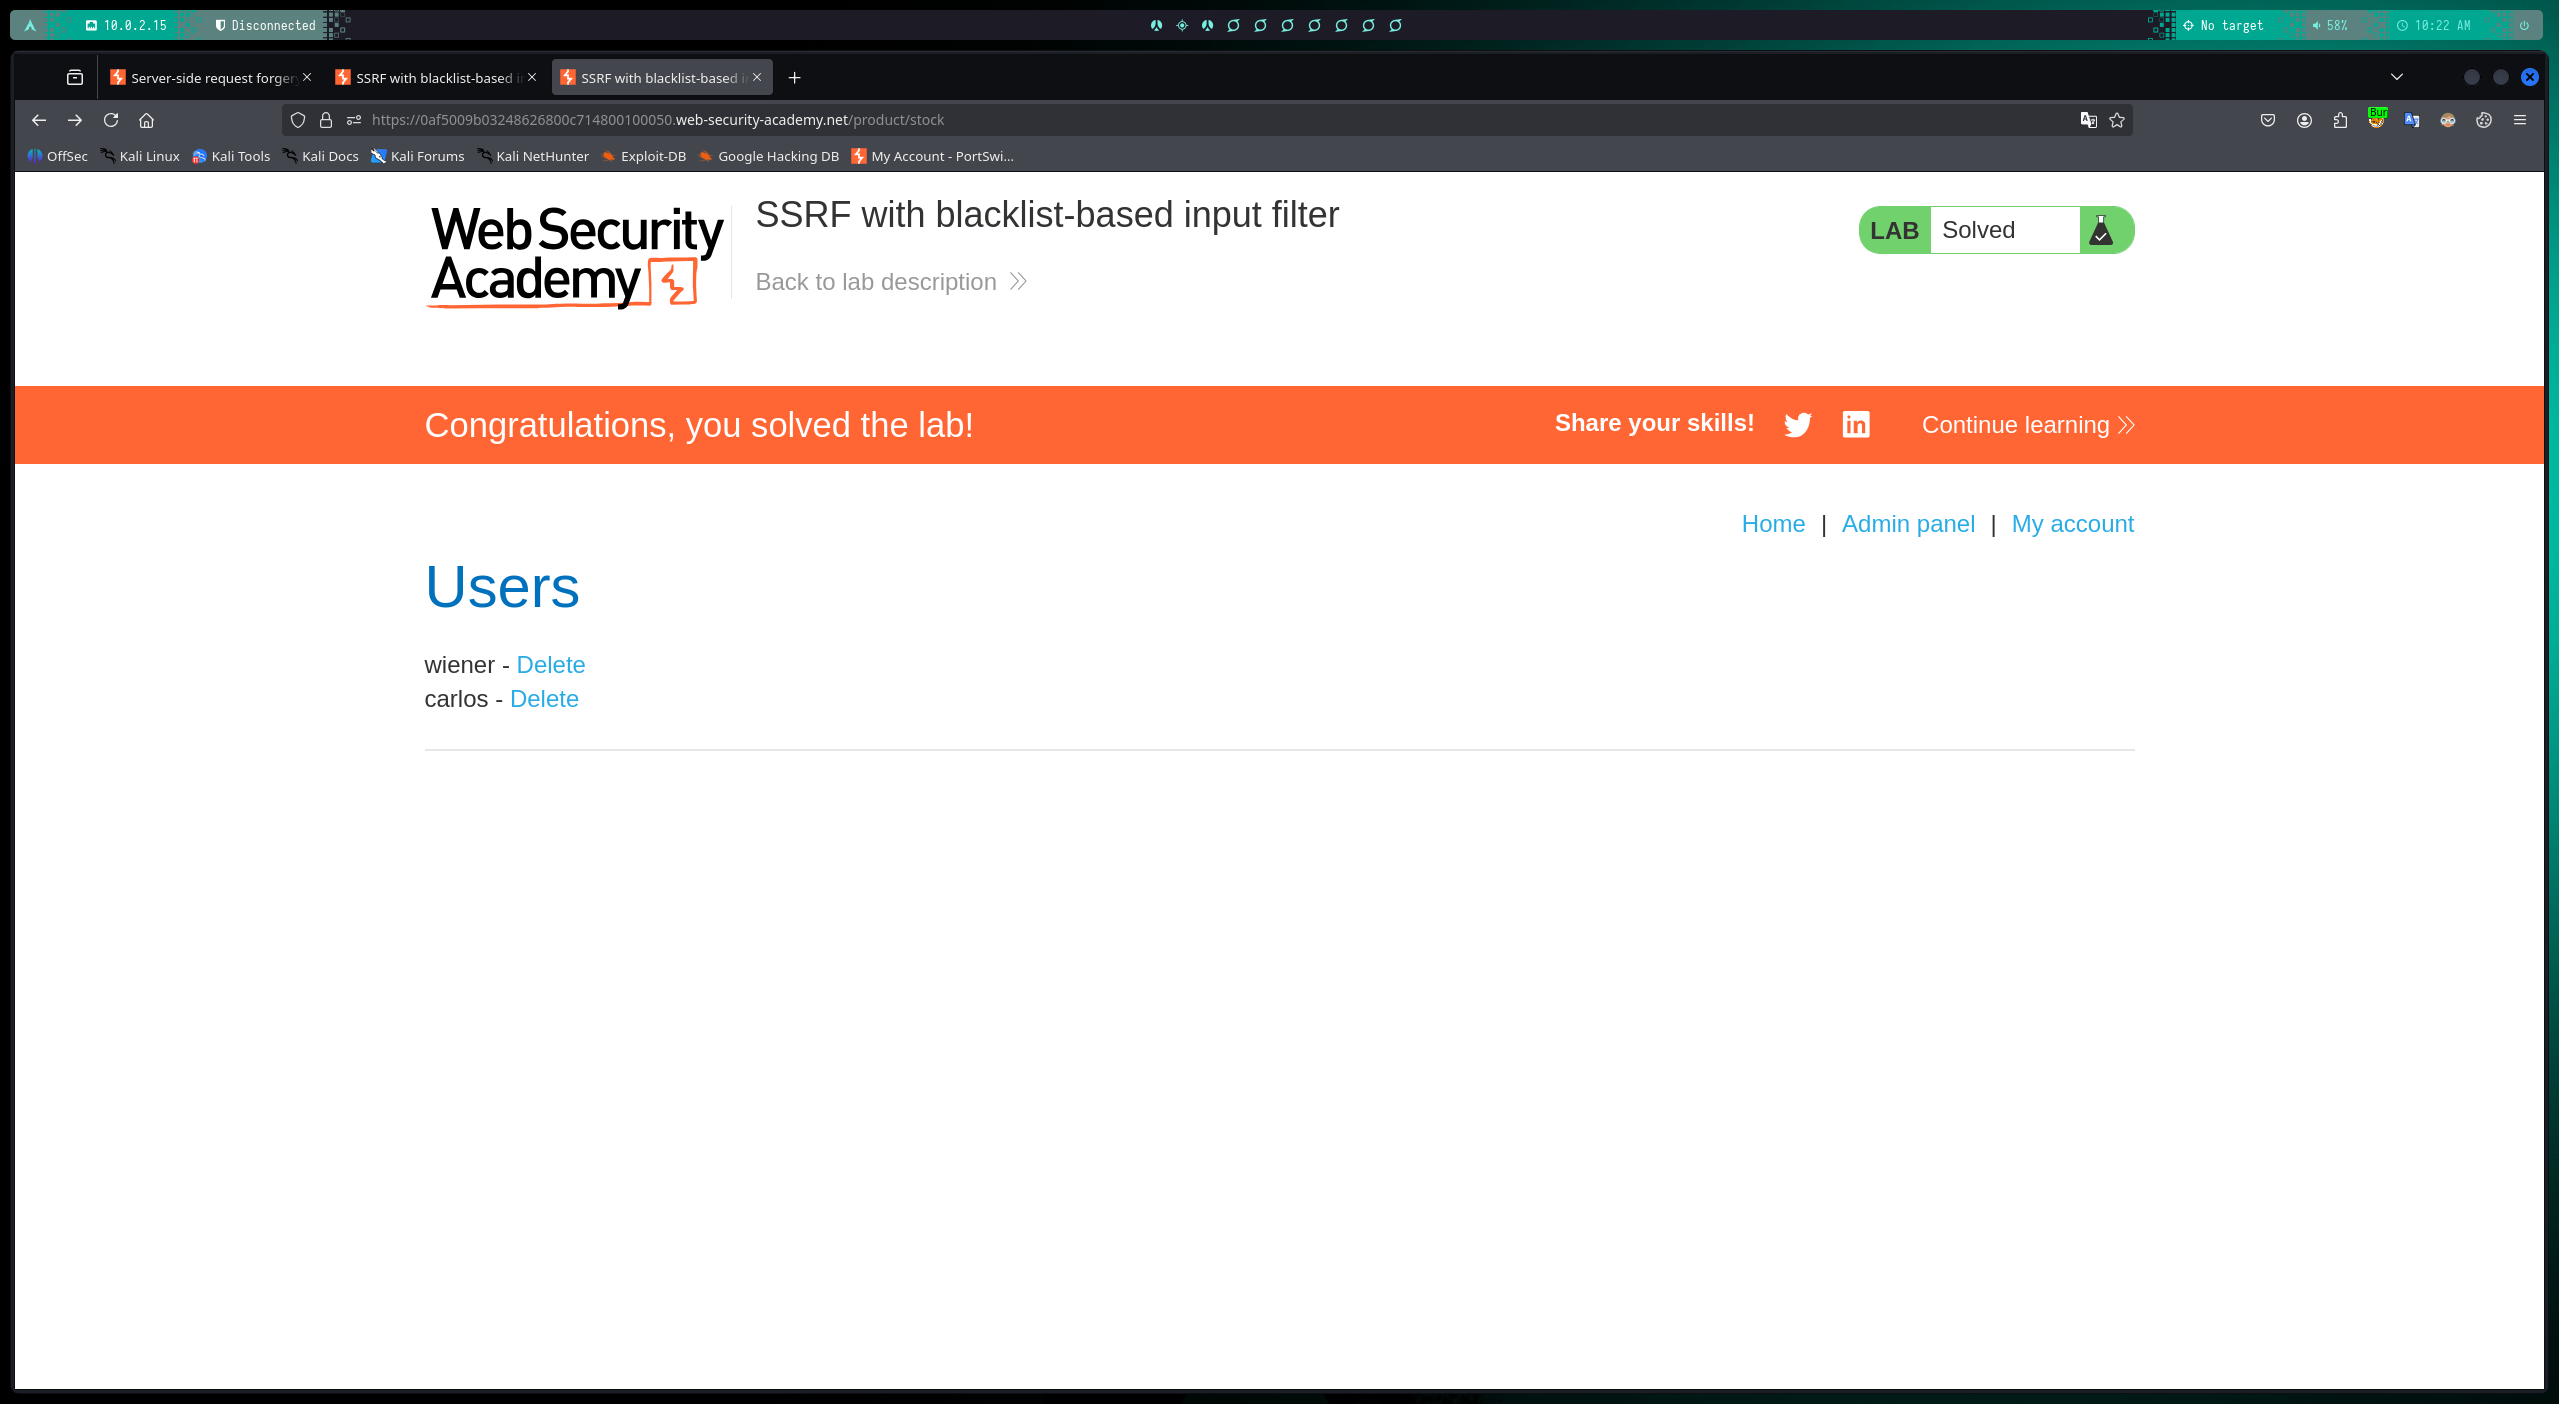 10.0.2.15 Disconnected No target 58% 10:22 AM
Server-side request forger SSRF with blacklist-based i SSRF with blacklist-based i
https://0af5009b03248626800c714800100050.web-security-academy.net/product/stock
Bur
OffSec Kali Linux Kali Tools Kali Docs Kali Forums Kali NetHunter Exploit-DB Google Hacking DB My Account - PortSwi...
Web Security
Academy
SSRF with blacklist-based input filter
Back to lab description
LAB Solved
Congratulations, you solved the lab!
Share your skills! in Continue learning
Home | Admin panel | My account
Users
wiener - Delete
carlos - Delete